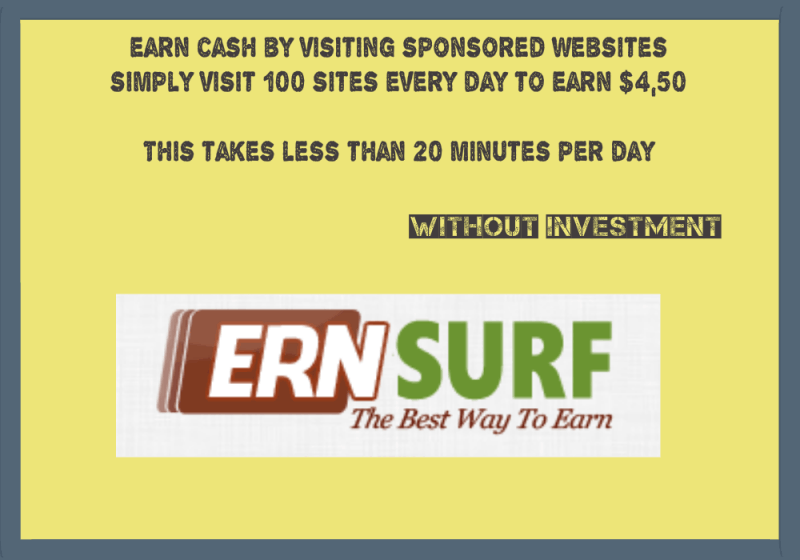 EARN CASH BY VISITING SPONSORED WEBSITES
SIMPLY VISIT 100 SITES EVERY DAY TO EARN $4,50
THIS TAKES LESS THAN 20 MINUTES PER DAY
WITHOUT INVESTMENT
ERNSURF
The Best Way To Earn